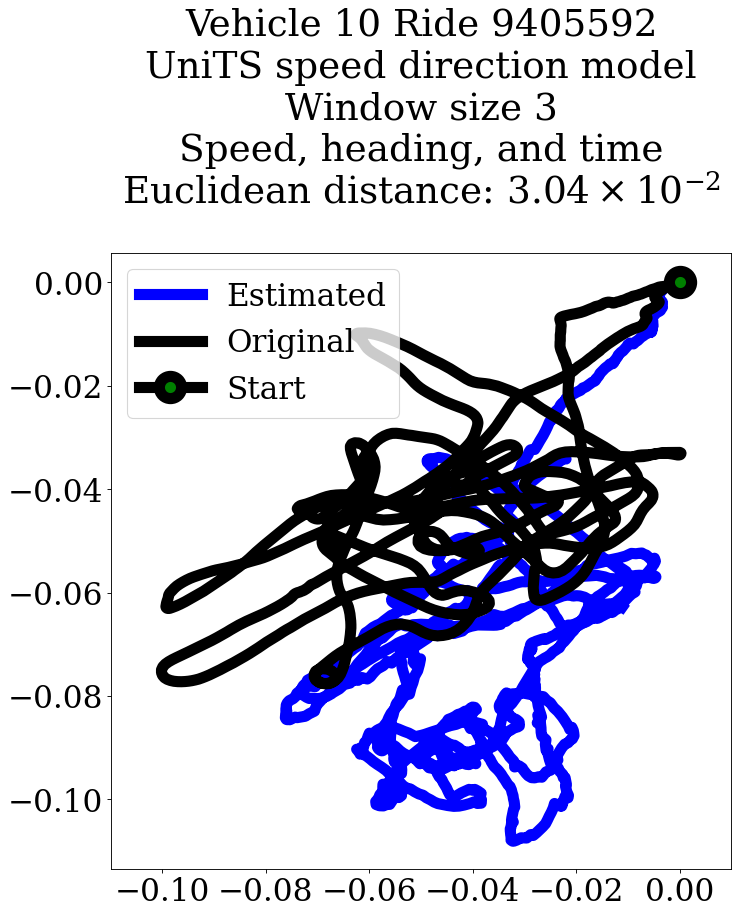 Vehicle 10 Ride 9405592
UniTS speed direction model
Window size 3
Speed, heading, and time
Euclidean distance: 3.04 × 10⁻²
Estimated
Original
Start
0.00
−0.02
−0.04
−0.06
−0.08
−0.10
−0.10 −0.08 −0.06 −0.04 −0.02 0.00